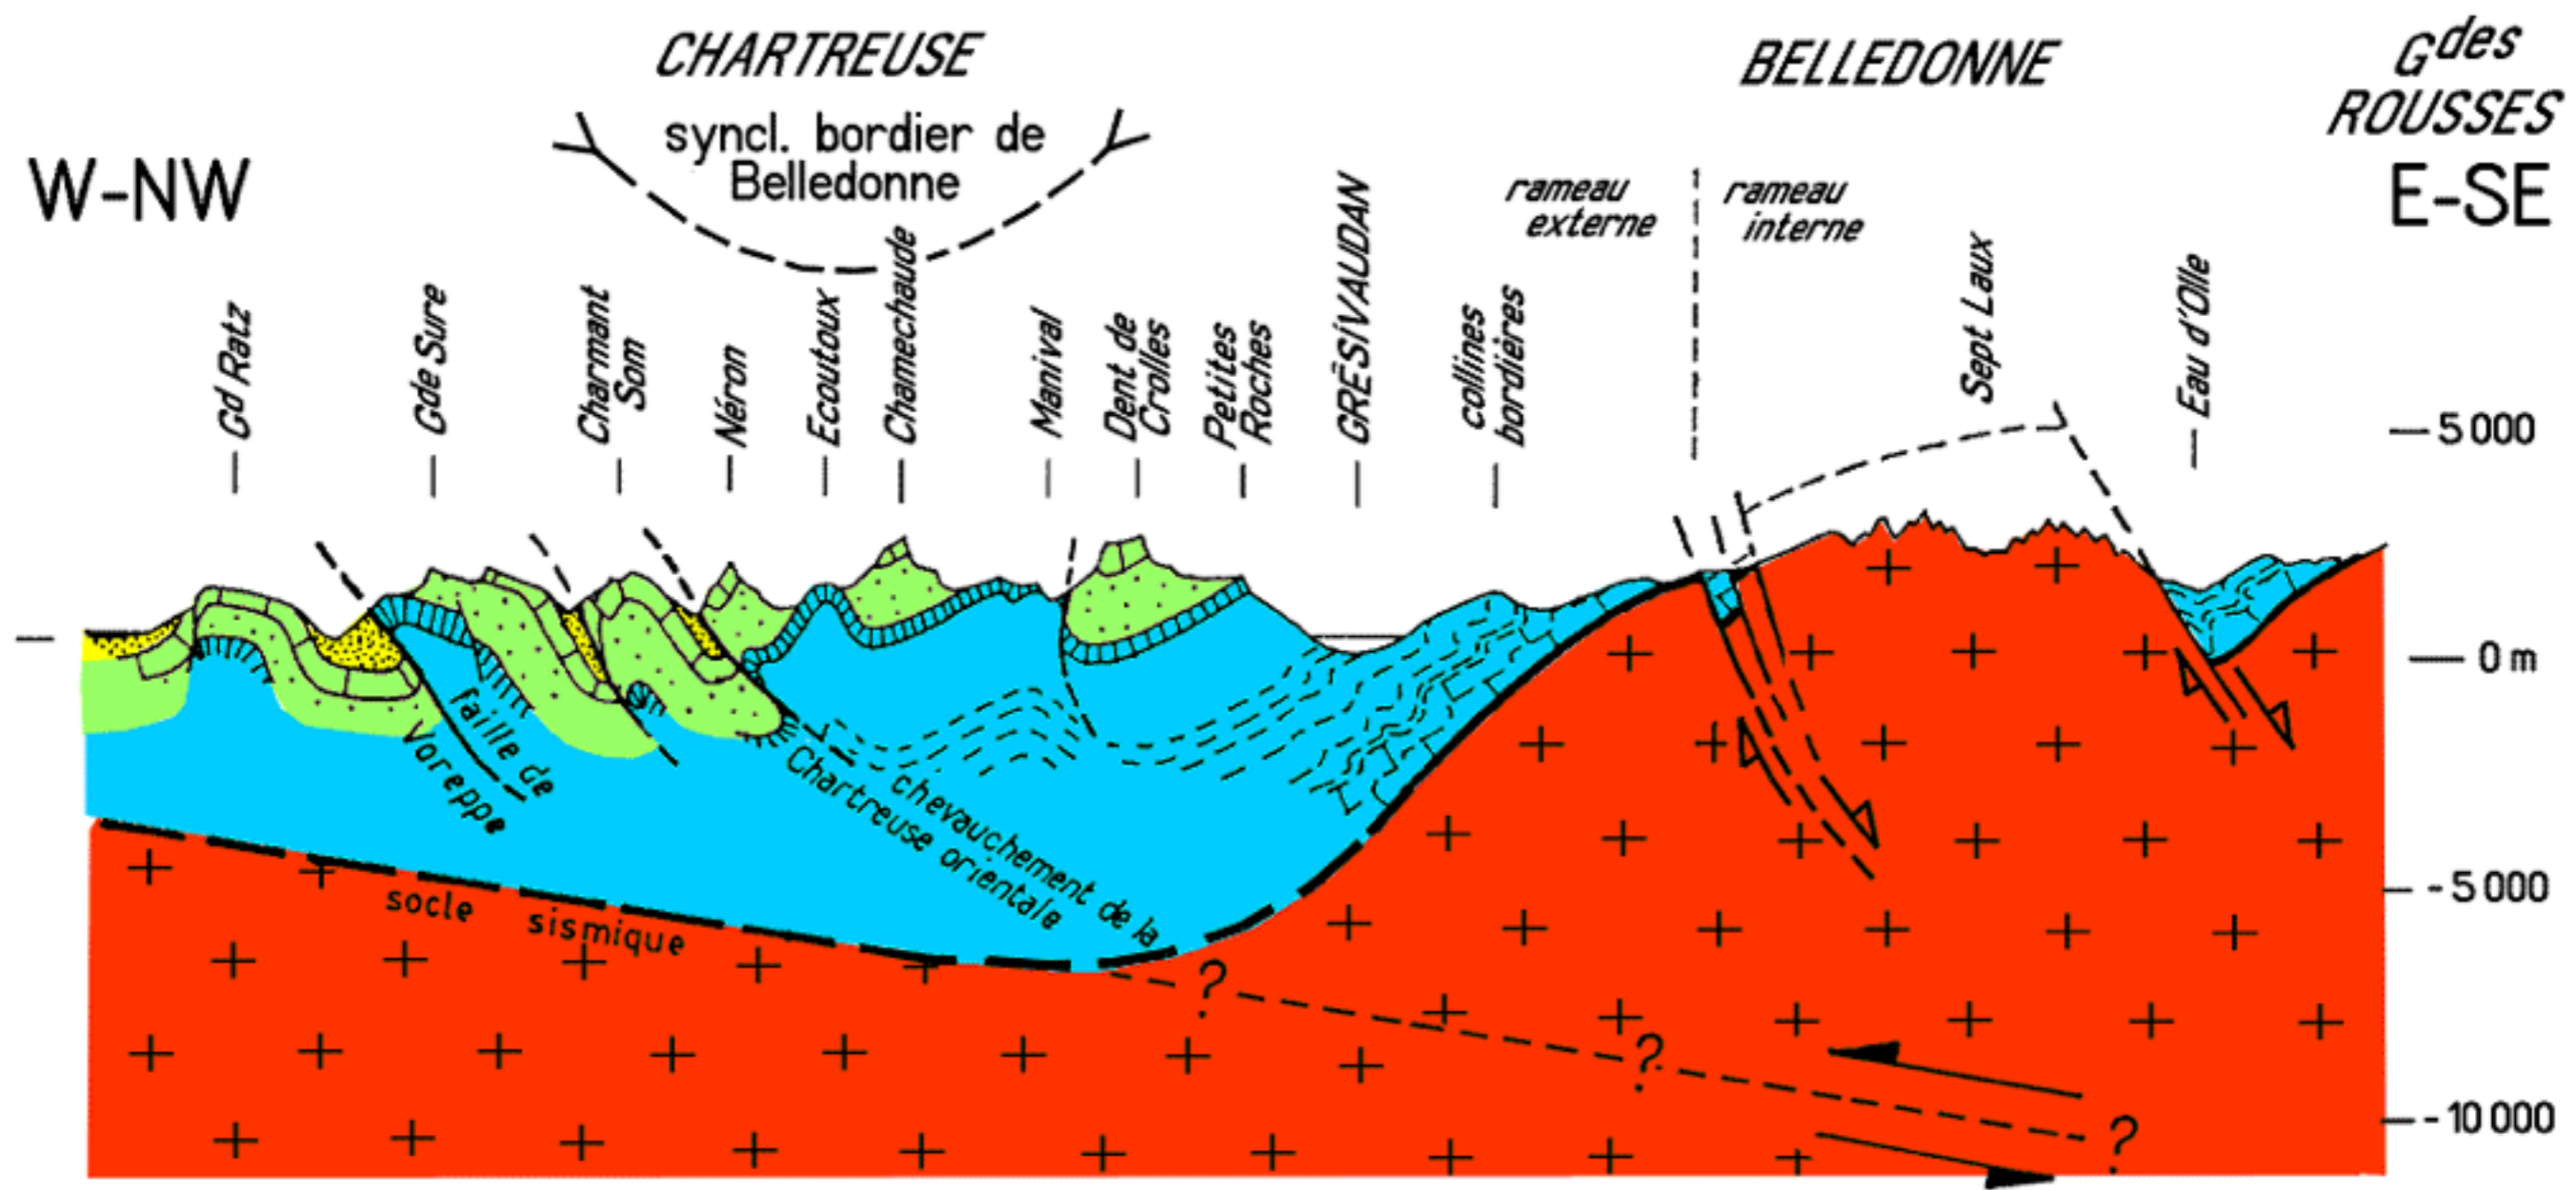 CHARTREUSE
BELLEDONNE
Gdes
ROUSSES
syncl. bordier de
Belledonne
W-NW
E-SE
rameau
externe
rameau
interne
Gd Ratz
Gde Sure
Charmant
Som
Néron
Ecoutoux
Chamechaude
Manival
Dent de
Crolles
Petites
Roches
GRÉSIVAUDAN
collines
bordières
Sept Laux
Eau d'Olle
5 000
0 m
-5 000
-10 000
faille de
Voreppe
chevauchement de la
Chartreuse orientale
socle
sismique
?
?
?